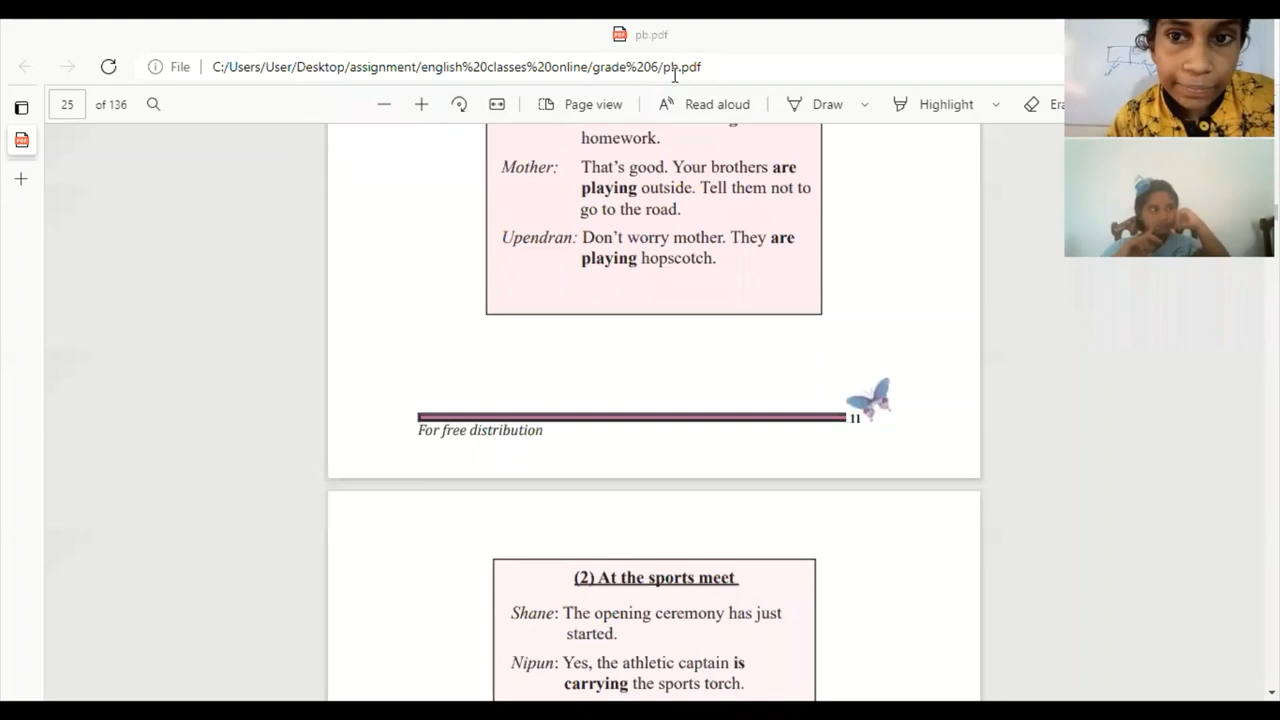 pb.pdf
File
C:/Users/User/Desktop/assignment/english%20classes%20online/grade%206/pb.pdf
25 of 136
Page view
Read aloud
Draw
Highlight
homework.
Mother: That's good. Your brothers are
playing outside. Tell them not to
go to the road.
Upendran: Don't worry mother. They are
playing hopscotch.
11
For free distribution
(2) At the sports meet
Shane: The opening ceremony has just
started.
Nipun: Yes, the athletic captain is
carrying the sports torch.